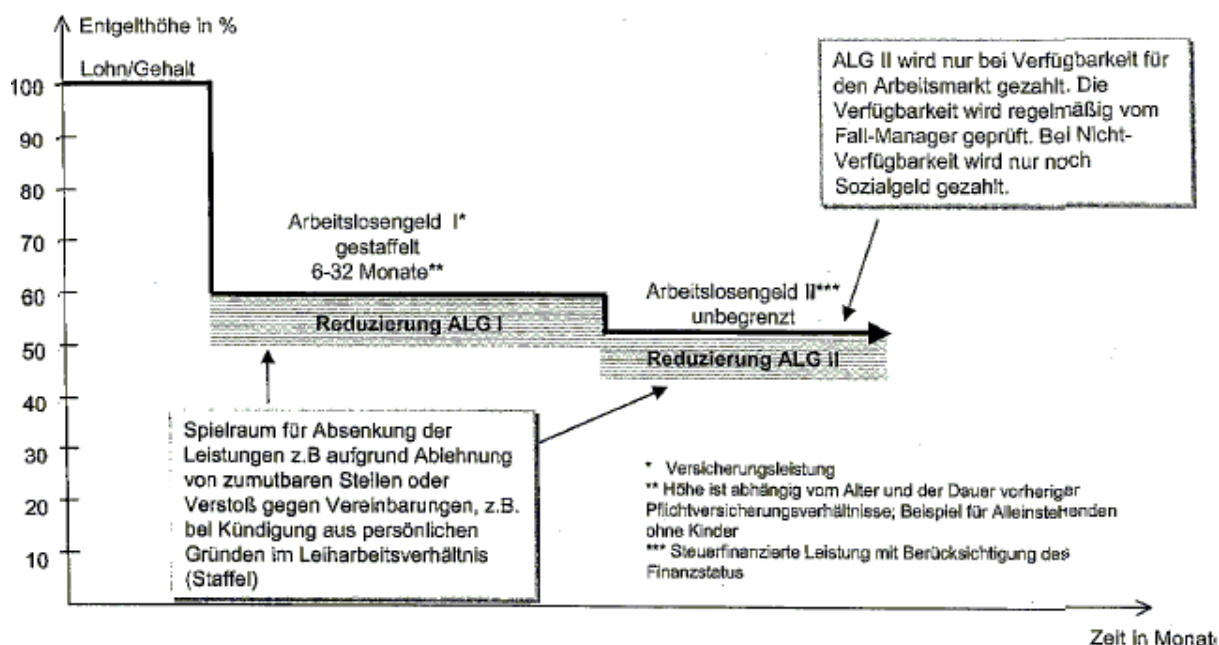 Entgelthöhe in %
Lohn/Gehalt
100
90
80
70
60
50
40
30
20
10
ALG II wird nur bei Verfügbarkeit für
den Arbeitsmarkt gezahlt. Die
Verfügbarkeit wird regelmäßig vom
Fall-Manager geprüft. Bei Nicht-
Verfügbarkeit wird nur noch
Sozialgeld gezahlt.
Arbeitslosengeld I*
gestaffelt
6-32 Monate**
Reduzierung ALG I
Arbeitslosengeld II***
unbegrenzt
Reduzierung ALG II
Spielraum für Absenkung der
Leistungen z.B aufgrund Ablehnung
von zumutbaren Stellen oder
Verstoß gegen Vereinbarungen, z.B.
bei Kündigung aus persönlichen
Gründen im Leiharbeitsverhältnis
(Staffel)
* Versicherungsleistung
** Höhe ist abhängig vom Alter und der Dauer vorheriger
Pflichtversicherungsverhältnisse; Beispiel für Alleinstehenden
ohne Kinder
*** Steuerfinanzierte Leistung mit Berücksichtigung des
Finanzstatus
Zeit in Monat